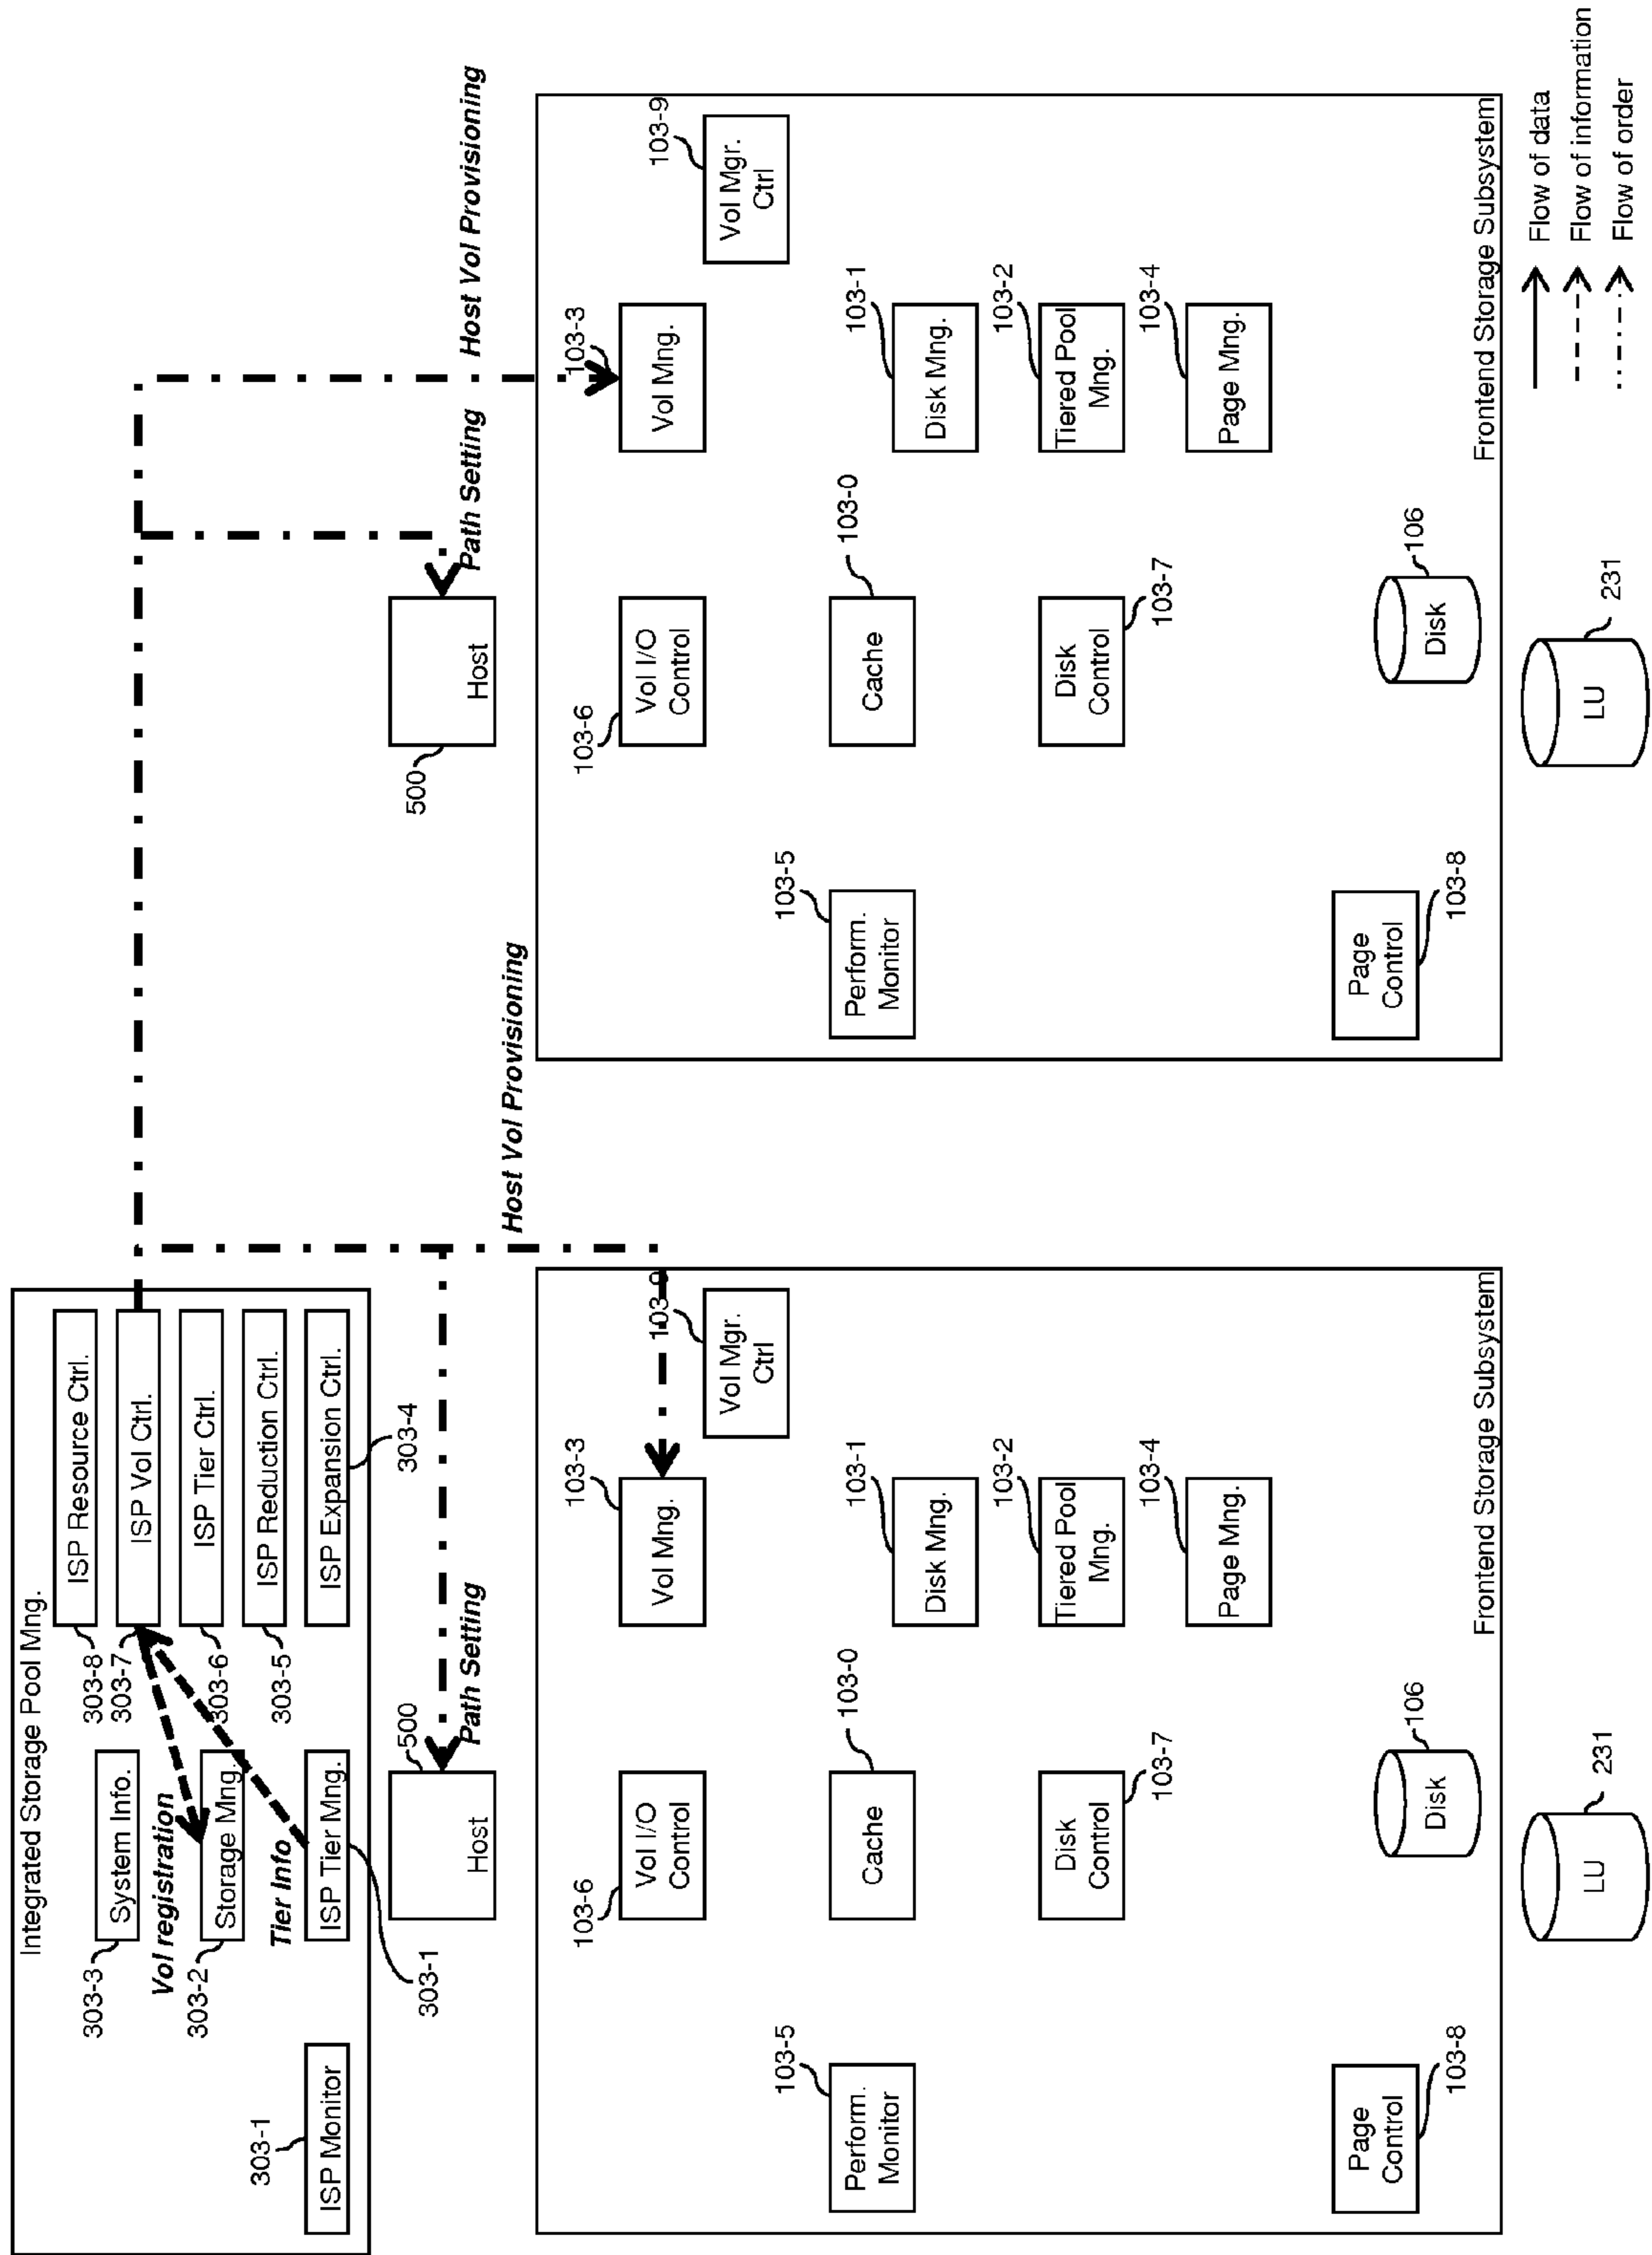 Integrated Storage Pool Mng.
303-1
ISP Monitor
303-3
System Info.
Vol registration
303-2
Storage Mng.
Tier Info
ISP Tier Mng.
303-1
303-8
ISP Resource Ctrl.
303-7
ISP Vol Ctrl.
303-6
ISP Tier Ctrl.
303-5
ISP Reduction Ctrl.
ISP Expansion Ctrl.
303-4
500
Host
Path Setting
Host Vol Provisioning
500
Host
Path Setting
Host Vol Provisioning
103-6
Vol I/O
Control
103-3
Vol Mng.
103-9
Vol Mgr.
Ctrl
103-5
Perform.
Monitor
103-0
Cache
103-1
Disk Mng.
103-2
Tiered Pool
Mng.
Disk
Control
103-7
103-4
Page Mng.
Page
Control
103-8
106
Disk
Frontend Storage Subsystem
LU
231
103-6
Vol I/O
Control
103-3
Vol Mng.
103-9
Vol Mgr.
Ctrl
103-5
Perform.
Monitor
103-0
Cache
103-1
Disk Mng.
103-2
Tiered Pool
Mng.
Disk
Control
103-7
103-4
Page Mng.
Page
Control
103-8
106
Disk
Frontend Storage Subsystem
LU
231
Flow of data
Flow of information
Flow of order